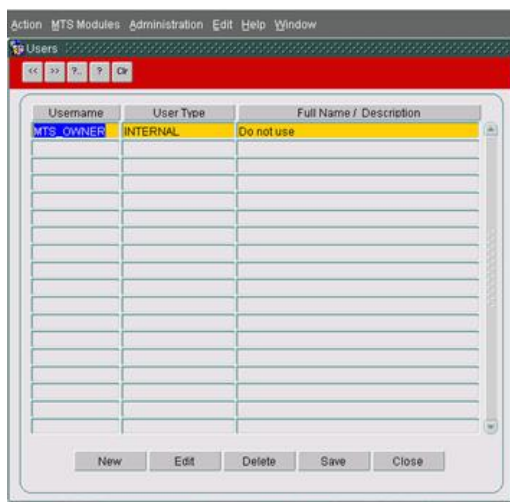 Action MTS Modules Administration Edit Help Window
Users
<< >> ?.. ? Clr
Username User Type Full Name / Description
MTS_OWNER INTERNAL Do not use
New Edit Delete Save Close